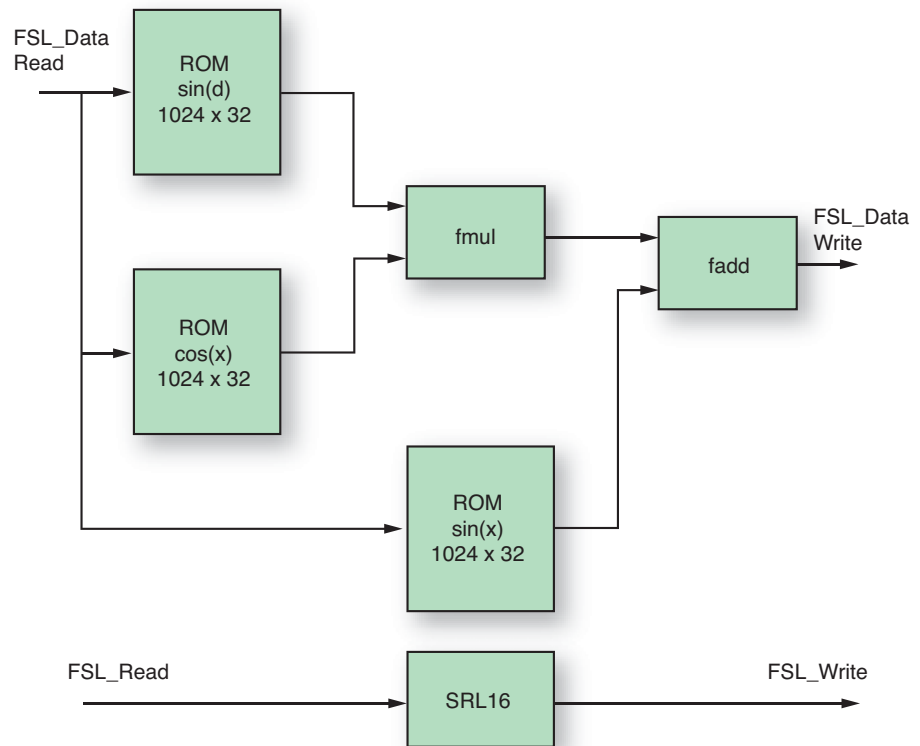 FSL_Data
Read
ROM
sin(d)
1024 x 32
fmul
FSL_Data
Write
fadd
ROM
cos(x)
1024 x 32
ROM
sin(x)
1024 x 32
FSL_Read
SRL16
FSL_Write